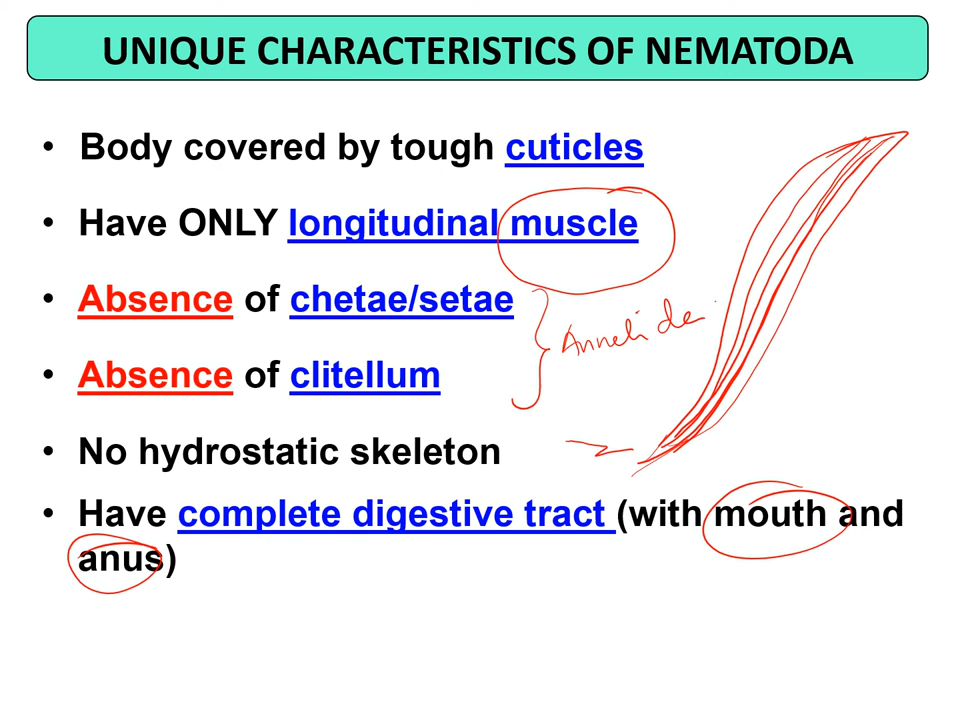 UNIQUE CHARACTERISTICS OF NEMATODA
• Body covered by tough cuticles
• Have ONLY longitudinal muscle
• Absence of chetae/setae
Annelida
• Absence of clitellum
• No hydrostatic skeleton
• Have complete digestive tract (with mouth and
anus)